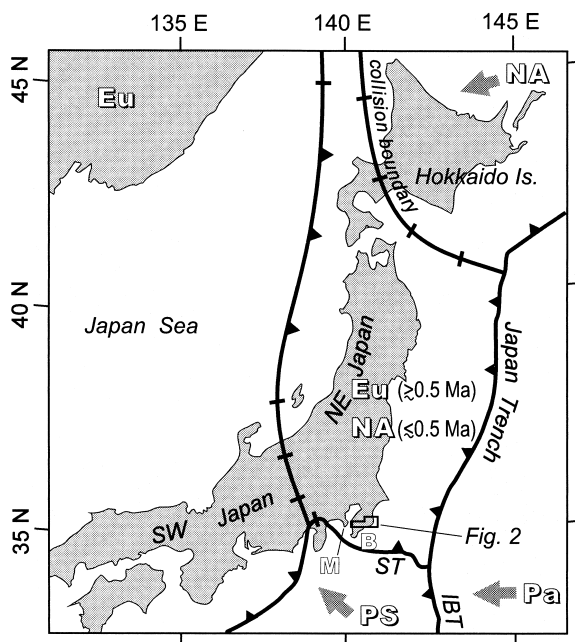 135 E
140 E
145 E
45 N
40 N
35 N
Eu
NA
collision boundary
Hokkaido Is.
Japan Sea
NE Japan
Eu (≳0.5 Ma)
NA (≲0.5 Ma)
Japan Trench
SW Japan
B
Fig. 2
M
ST
PS
IBT
Pa